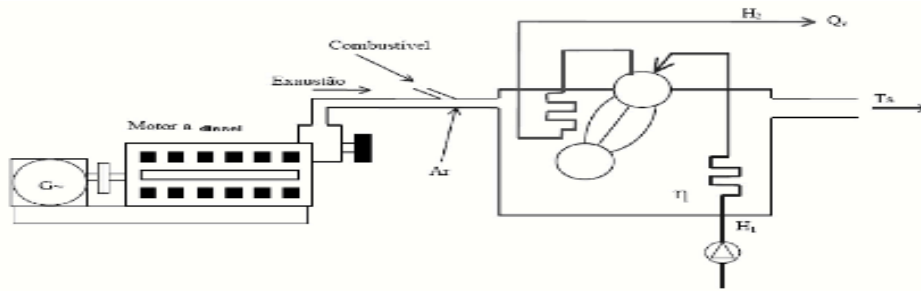 H₂
Qᵥ
Combustível
Exaustão
Ts
Motor a diesel
Ar
G~
η
H₁